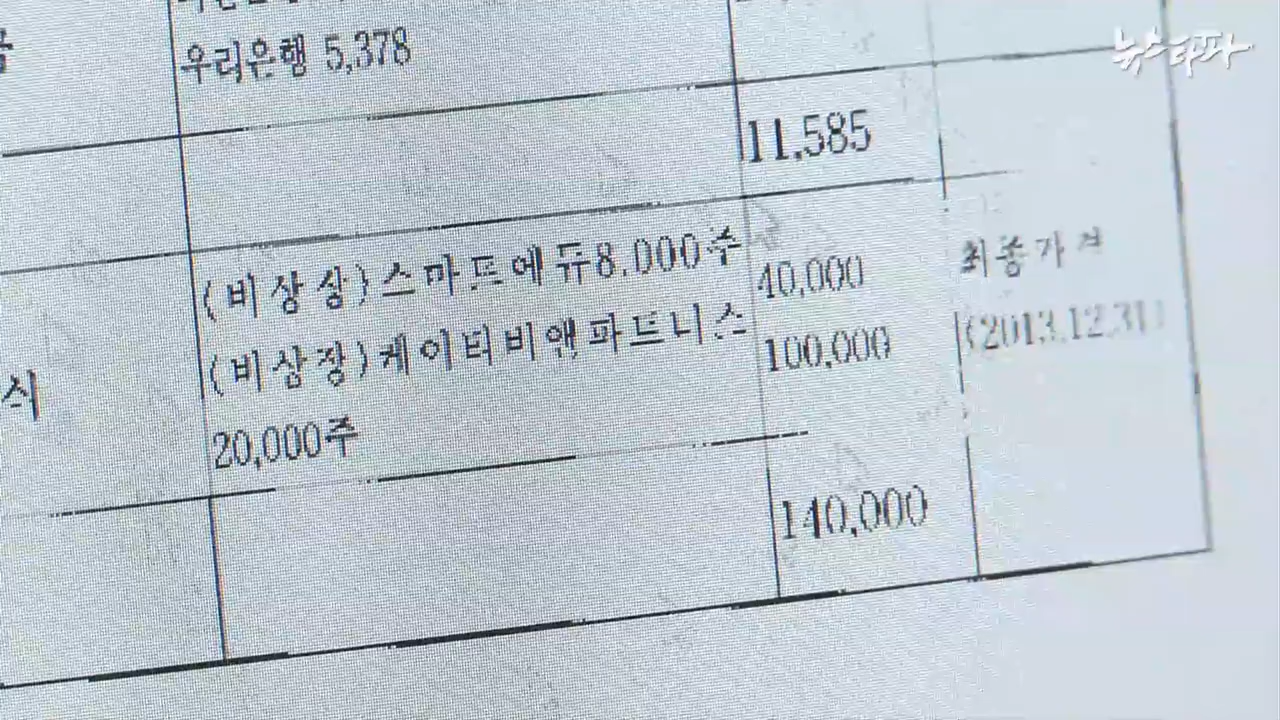 뉴스타파
우리은행 5,378
11,585
(비상장)스마트에듀8,000주
40,000
최종가격
(비상장)케이티비앤파트너스
100,000
(2013.12.31)
식
20,000주
140,000